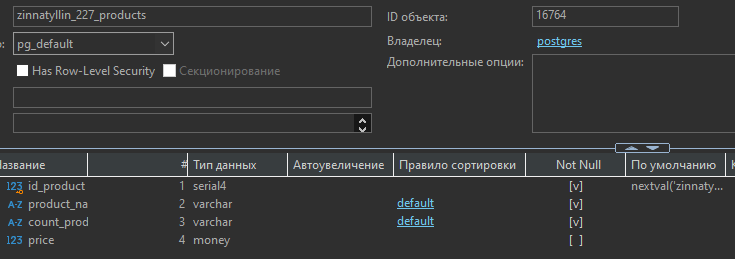 zinnatyllin_227_products
ID объекта: 16764
pg_default
Владелец: postgres
Has Row-Level Security Секционирование
Дополнительные опции:
Название # Тип данных Автоувеличение Правило сортировки Not Null По умолчанию
123 id_product 1 serial4 [v] nextval('zinnaty...
A-Z product_na 2 varchar default [v]
A-Z count_prod 3 varchar default [v]
123 price 4 money [ ]